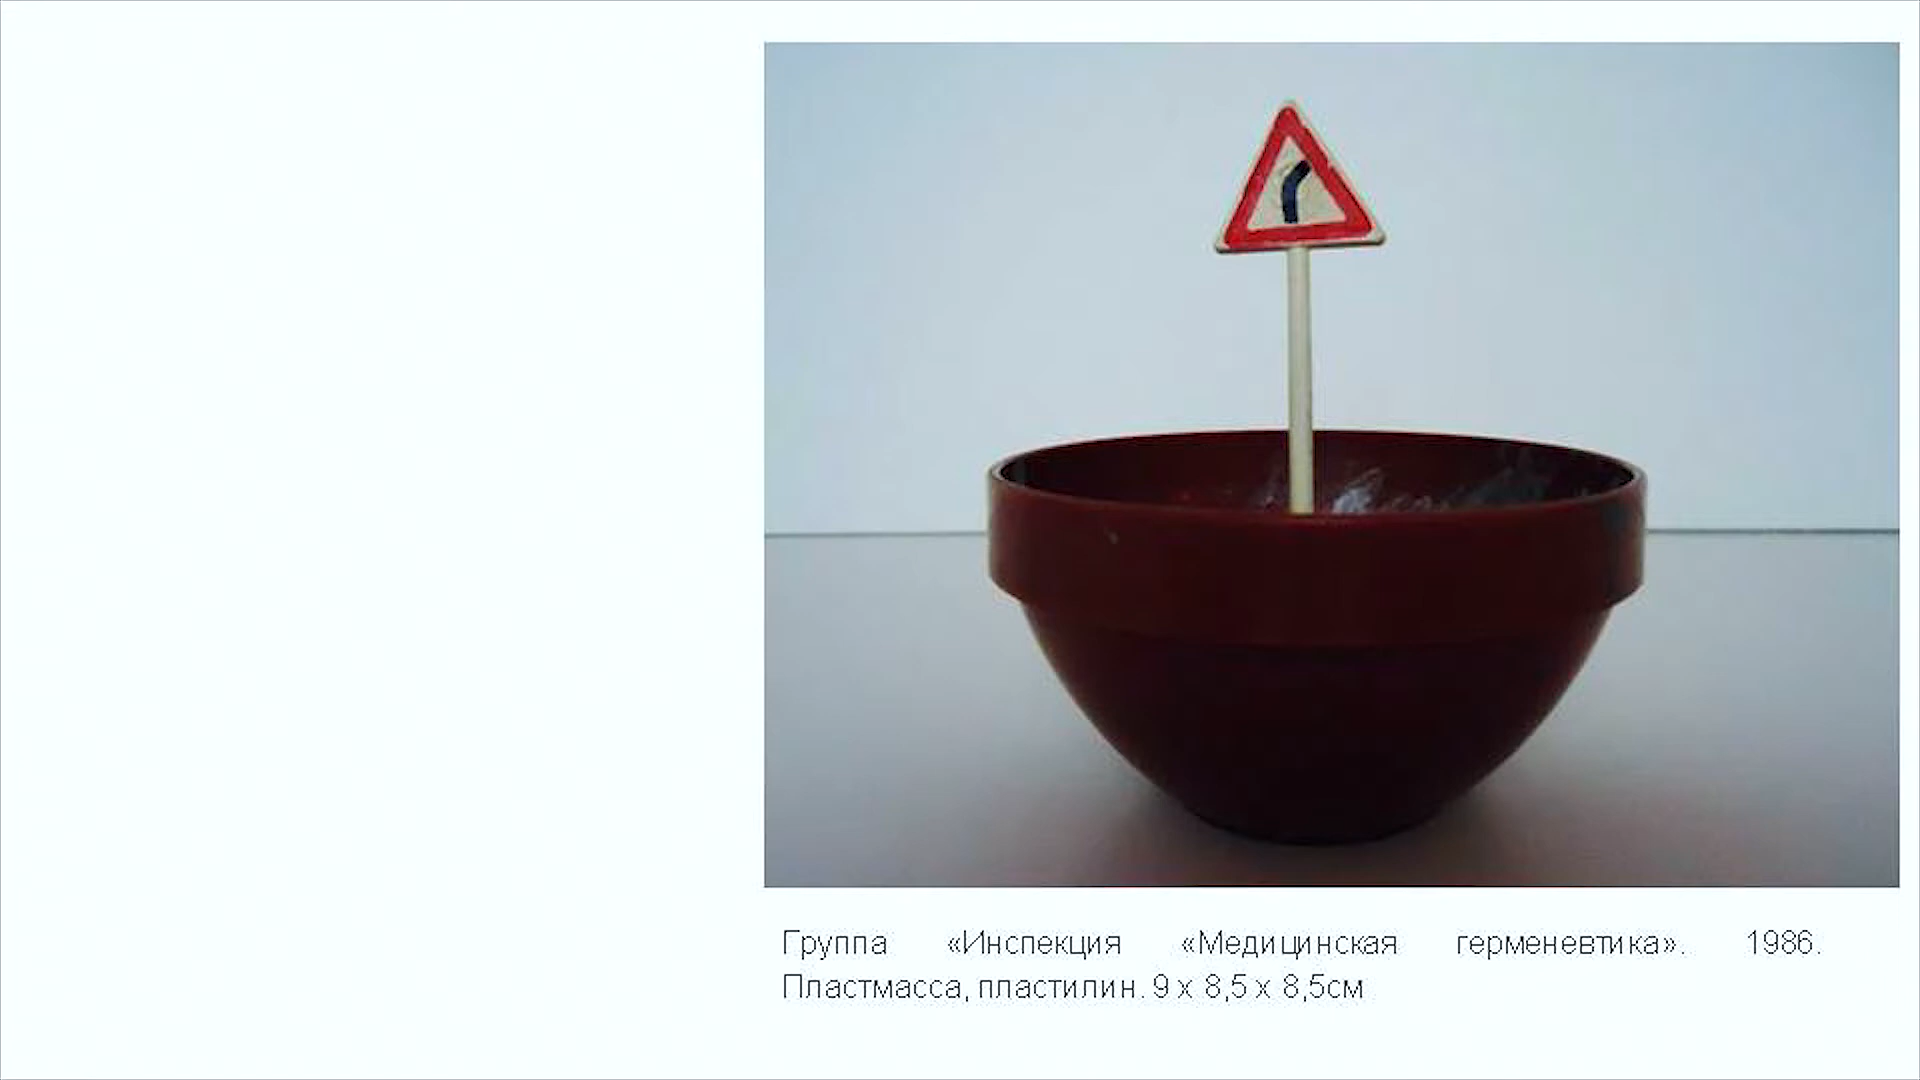 Группа «Инспекция «Медицинская герменевтика». 1986.
Пластмасса, пластилин. 9 x 8,5 x 8,5см